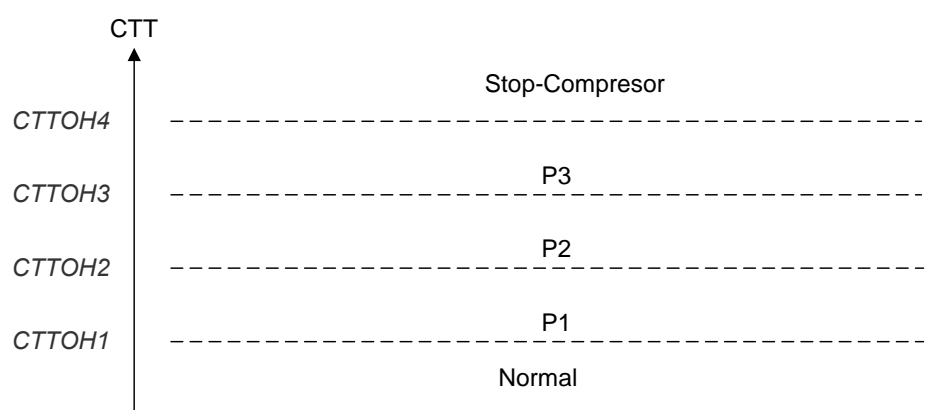 CTT
Stop-Compresor
CTTOH4
P3
CTTOH3
P2
CTTOH2
P1
CTTOH1
Normal